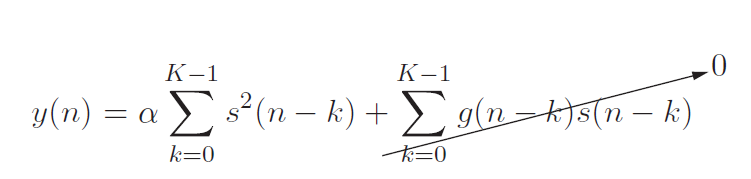 y(n) = α ∑_{k=0}^{K−1} s²(n − k) + ∑_{k=0}^{K−1} g(n − k)s(n − k) 0